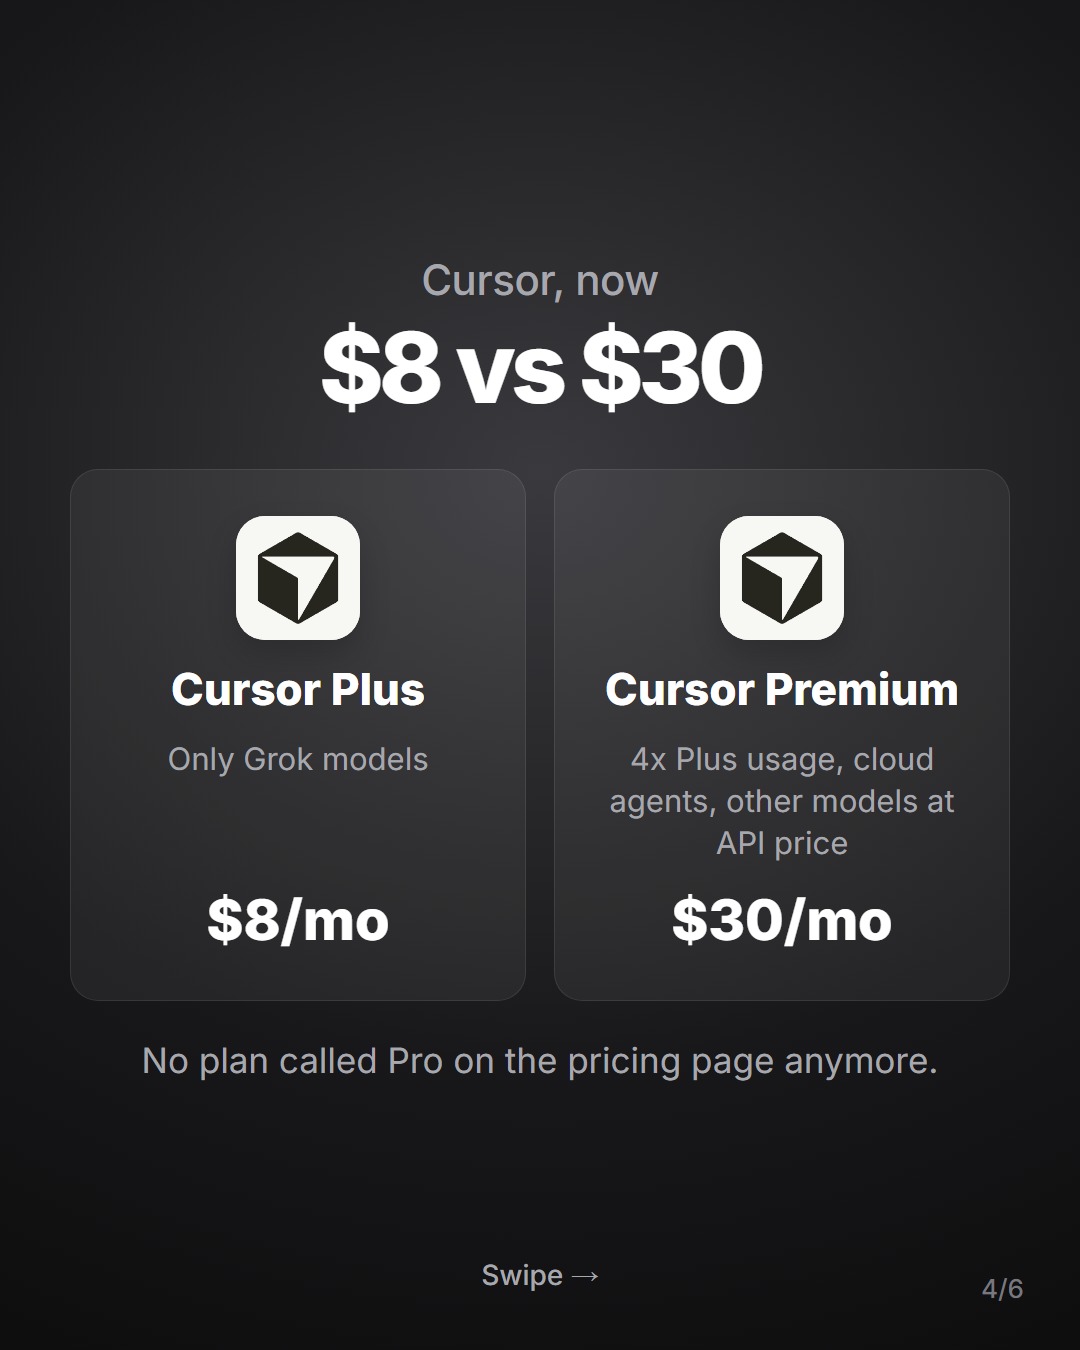 Cursor, now
$8 vs $30
Cursor Plus
Only Grok models
$8/mo
Cursor Premium
4x Plus usage, cloud
agents, other models at
API price
$30/mo
No plan called Pro on the pricing page anymore.
Swipe →
4/6